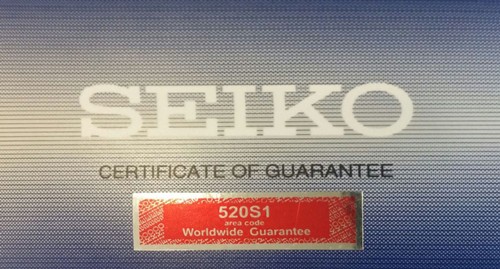 SEIKO
CERTIFICATE OF GUARANTEE
520S1
area code
Worldwide Guarantee